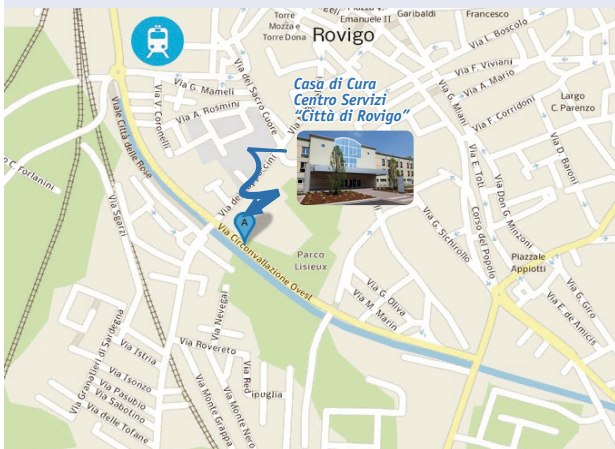 Torre
Mozza e
Torre Dona
Emanuele II
Garibaldi
Francesco
Rovigo
Via L. Boscolo
Via F. Viviani
Via A. Mario
Largo
C. Parenzo
Via G. Miani
Via F. Corridoni
Via D. Baroni
Via E. Toti
Via Don G. Minzoni
Corso del Popolo
Piazzale
Appiotti
Via G. Giro
Via E. de Amicis
Via G. Sichirollo
Via G. Mameli
Via A. Rosmini
Via V. Coronelli
Via del Sacro Cuore
Casa di Cura
Centro Servizi
“Città di Rovigo”
Viale Città delle Rose
C. Forlanini
Via Sgarzi
A
Via Circonvallazione Ovest
Parco
Lisieux
Via G. Oliva
Via M. Marin
Via Nevegal
Via Rovereto
Via Granatieri di Sardegna
Via Istria
Via Isonzo
Via Pasubio
Via Sabotino
Via delle Tofane
Via Monte Grappa
Via Monte Nero
Via Red
ipuglia